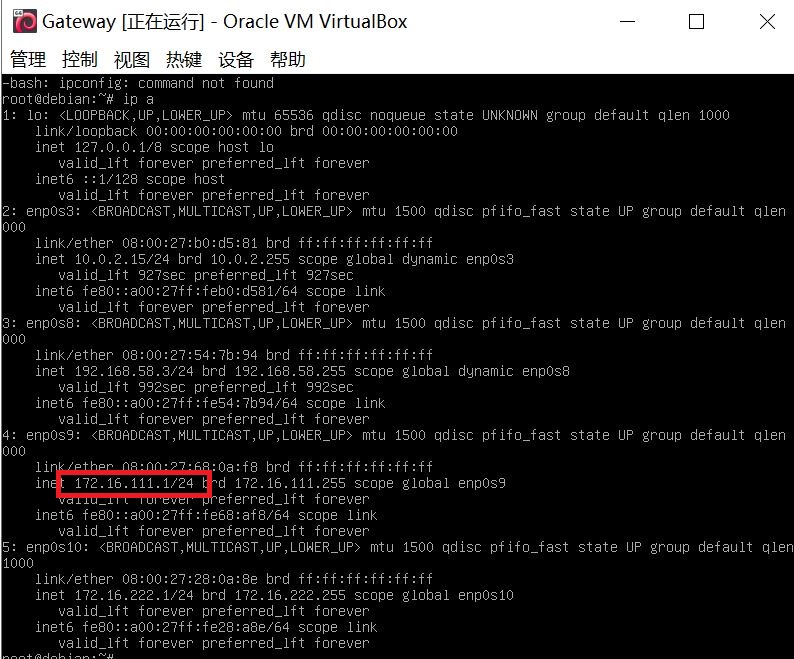 Gateway [正在运行] - Oracle VM VirtualBox
管理 控制 视图 热键 设备 帮助
-bash: ipconfig: command not found
root@debian:~# ip a
1: lo: <LOOPBACK,UP,LOWER_UP> mtu 65536 qdisc noqueue state UNKNOWN group default qlen 1000
link/loopback 00:00:00:00:00:00 brd 00:00:00:00:00:00
inet 127.0.0.1/8 scope host lo
valid_lft forever preferred_lft forever
inet6 ::1/128 scope host
valid_lft forever preferred_lft forever
2: enp0s3: <BROADCAST,MULTICAST,UP,LOWER_UP> mtu 1500 qdisc pfifo_fast state UP group default qlen
000
link/ether 08:00:27:b0:d5:81 brd ff:ff:ff:ff:ff:ff
inet 10.0.2.15/24 brd 10.0.2.255 scope global dynamic enp0s3
valid_lft 927sec preferred_lft 927sec
inet6 fe80::a00:27ff:feb0:d581/64 scope link
valid_lft forever preferred_lft forever
3: enp0s8: <BROADCAST,MULTICAST,UP,LOWER_UP> mtu 1500 qdisc pfifo_fast state UP group default qlen
000
link/ether 08:00:27:54:7b:94 brd ff:ff:ff:ff:ff:ff
inet 192.168.58.3/24 brd 192.168.58.255 scope global dynamic enp0s8
valid_lft 992sec preferred_lft 992sec
inet6 fe80::a00:27ff:fe54:7b94/64 scope link
valid_lft forever preferred_lft forever
4: enp0s9: <BROADCAST,MULTICAST,UP,LOWER_UP> mtu 1500 qdisc pfifo_fast state UP group default qlen
000
link/ether 08:00:27:68:0a:f8 brd ff:ff:ff:ff:ff:ff
inet 172.16.111.1/24 brd 172.16.111.255 scope global enp0s9
valid_lft forever preferred_lft forever
inet6 fe80::a00:27ff:fe68:af8/64 scope link
valid_lft forever preferred_lft forever
5: enp0s10: <BROADCAST,MULTICAST,UP,LOWER_UP> mtu 1500 qdisc pfifo_fast state UP group default qlen
1000
link/ether 08:00:27:28:0a:8e brd ff:ff:ff:ff:ff:ff
inet 172.16.222.1/24 brd 172.16.222.255 scope global enp0s10
valid_lft forever preferred_lft forever
inet6 fe80::a00:27ff:fe28:a8e/64 scope link
valid_lft forever preferred_lft forever
root@debian:~#